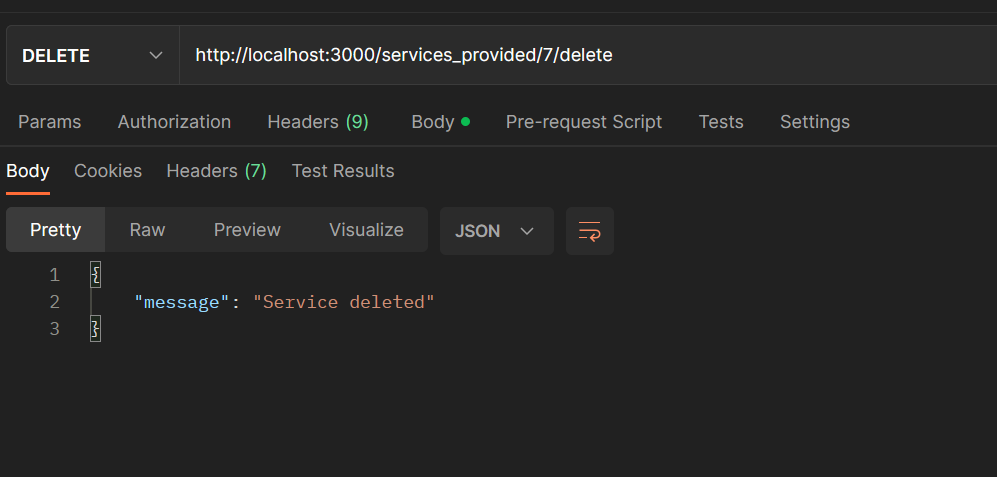 DELETE http://localhost:3000/services_provided/7/delete
Params Authorization Headers (9) Body Pre-request Script Tests Settings
Body Cookies Headers (7) Test Results
Pretty Raw Preview Visualize JSON
1 {
2 "message": "Service deleted"
3 }